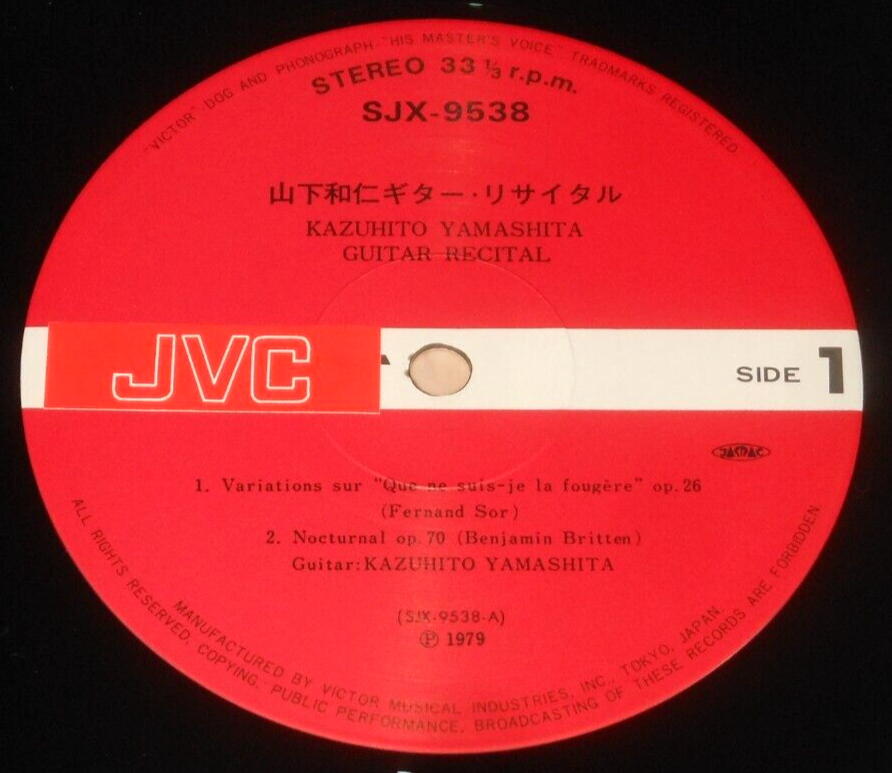 "VICTOR" DOG AND PHONOGRAPH-"HIS MASTER'S VOICE" TRADMARKS REGISTERED
STEREO 33⅓ r.p.m.
SJX-9538
山下和仁ギター・リサイタル
KAZUHITO YAMASHITA
GUITAR RECITAL
JVC
SIDE 1
JASRAC
1. Variations sur "Que ne suis-je la fougère" op.26
(Fernand Sor)
2. Nocturnal op.70 (Benjamin Britten)
Guitar:KAZUHITO YAMASHITA
(SJX-9538-A)
Ⓟ 1979
MANUFACTURED BY VICTOR MUSICAL INDUSTRIES, INC., TOKYO, JAPAN.
ALL RIGHTS RESERVED. COPYING, PUBLIC PERFORMANCE, BROADCASTING OF THESE RECORDS ARE FORBIDDEN